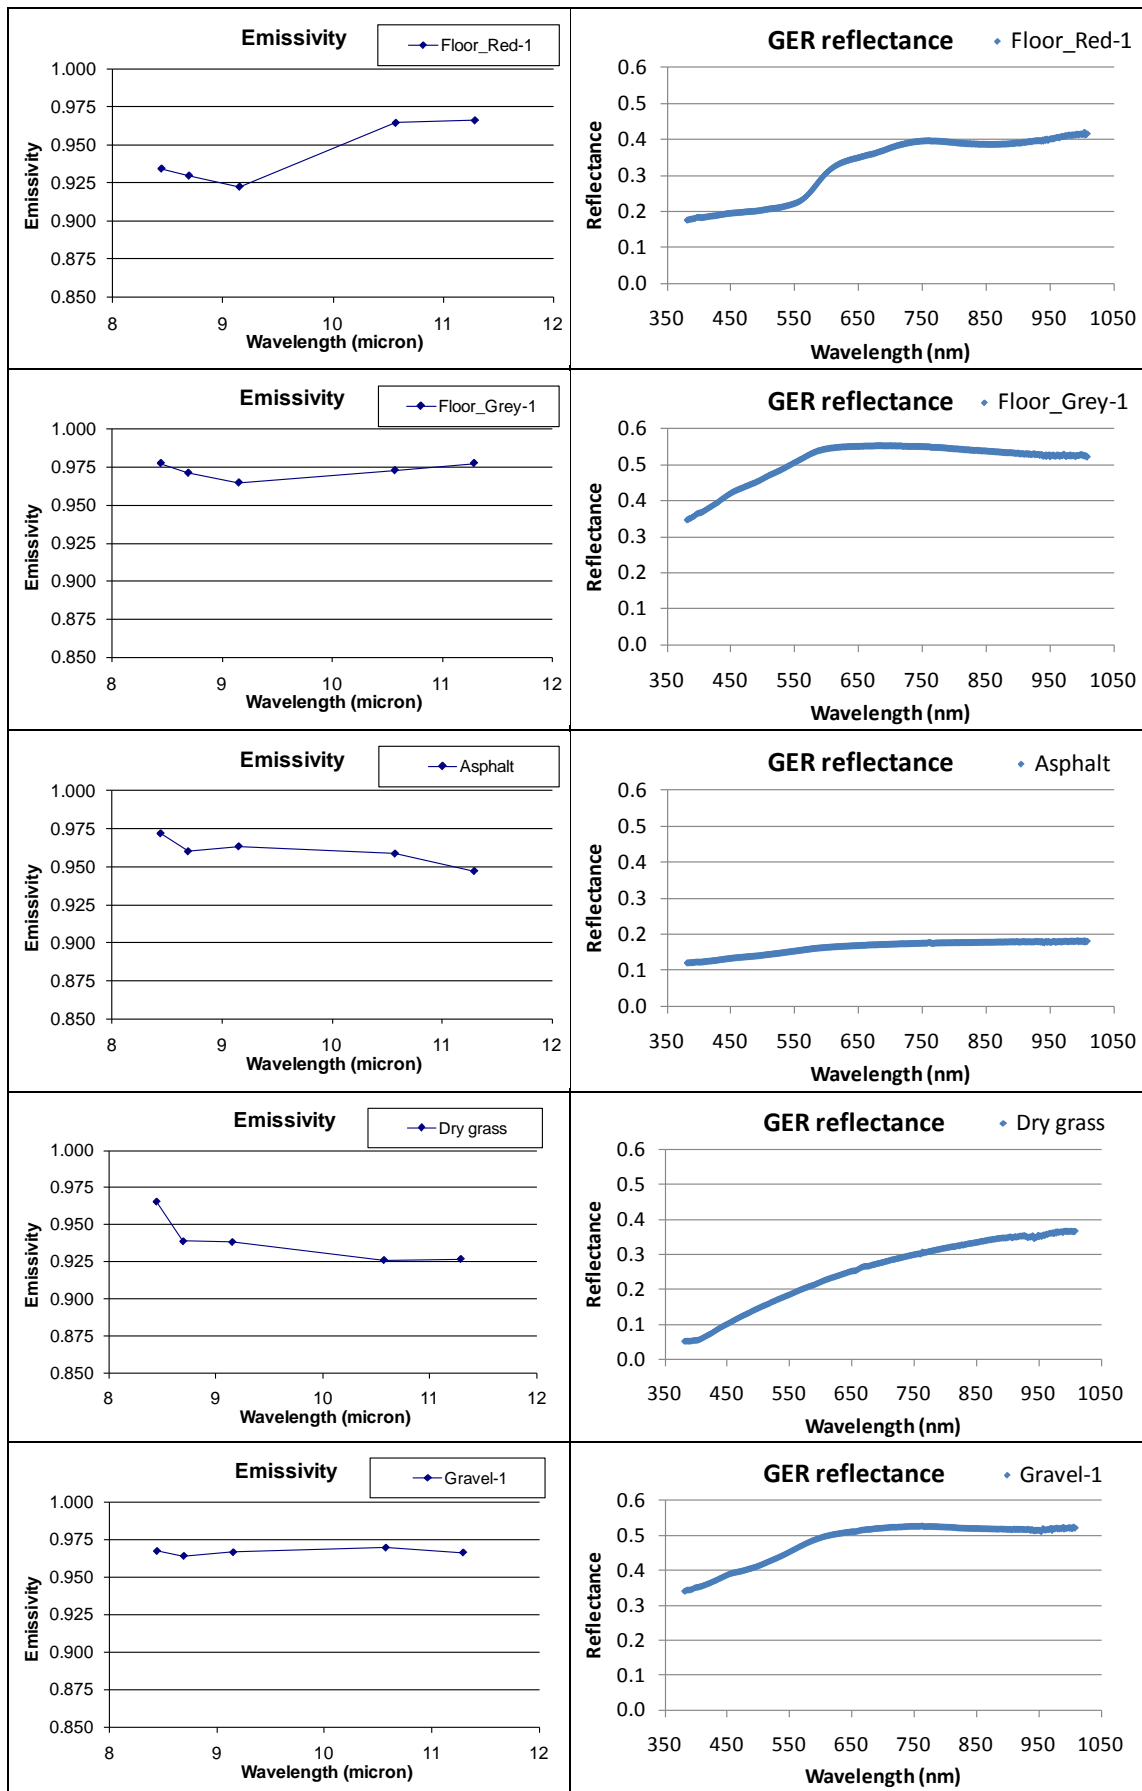 Emissivity
Floor_Red-1
1.000
0.975
0.950
0.925
0.900
0.875
0.850
Emissivity
8 9 10 11 12
Wavelength (micron)
GER reflectance
Floor_Red-1
0.6
0.5
0.4
0.3
0.2
0.1
0.0
Reflectance
350 450 550 650 750 850 950 1050
Wavelength (nm)
Emissivity
Floor_Grey-1
1.000
0.975
0.950
0.925
0.900
0.875
0.850
Emissivity
8 9 10 11 12
Wavelength (micron)
GER reflectance
Floor_Grey-1
0.6
0.5
0.4
0.3
0.2
0.1
0.0
Reflectance
350 450 550 650 750 850 950 1050
Wavelength (nm)
Emissivity
Asphalt
1.000
0.975
0.950
0.925
0.900
0.875
0.850
Emissivity
8 9 10 11 12
Wavelength (micron)
GER reflectance
Asphalt
0.6
0.5
0.4
0.3
0.2
0.1
0.0
Reflectance
350 450 550 650 750 850 950 1050
Wavelength (nm)
Emissivity
Dry grass
1.000
0.975
0.950
0.925
0.900
0.875
0.850
Emissivity
8 9 10 11 12
Wavelength (micron)
GER reflectance
Dry grass
0.6
0.5
0.4
0.3
0.2
0.1
0.0
Reflectance
350 450 550 650 750 850 950 1050
Wavelength (nm)
Emissivity
Gravel-1
1.000
0.975
0.950
0.925
0.900
0.875
0.850
Emissivity
8 9 10 11 12
Wavelength (micron)
GER reflectance
Gravel-1
0.6
0.5
0.4
0.3
0.2
0.1
0.0
Reflectance
350 450 550 650 750 850 950 1050
Wavelength (nm)